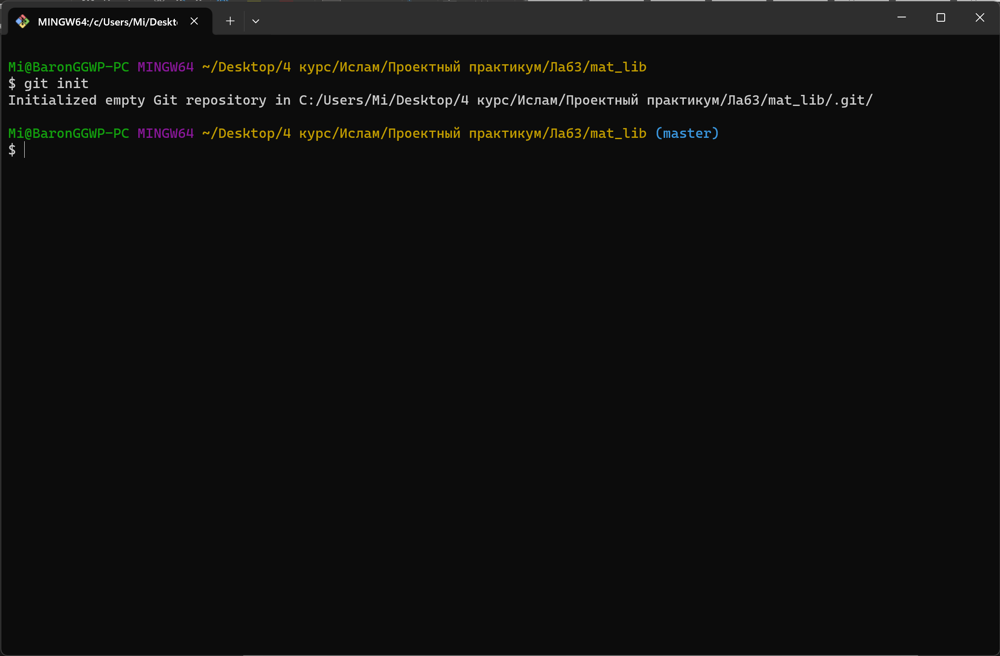 MINGW64:/c/Users/Mi/Deskt
Mi@BaronGGWP-PC MINGW64 ~/Desktop/4 курс/Ислам/Проектный практикум/Лаб3/mat_lib
$ git init
Initialized empty Git repository in C:/Users/Mi/Desktop/4 курс/Ислам/Проектный практикум/Лаб3/mat_lib/.git/
Mi@BaronGGWP-PC MINGW64 ~/Desktop/4 курс/Ислам/Проектный практикум/Лаб3/mat_lib (master)
$